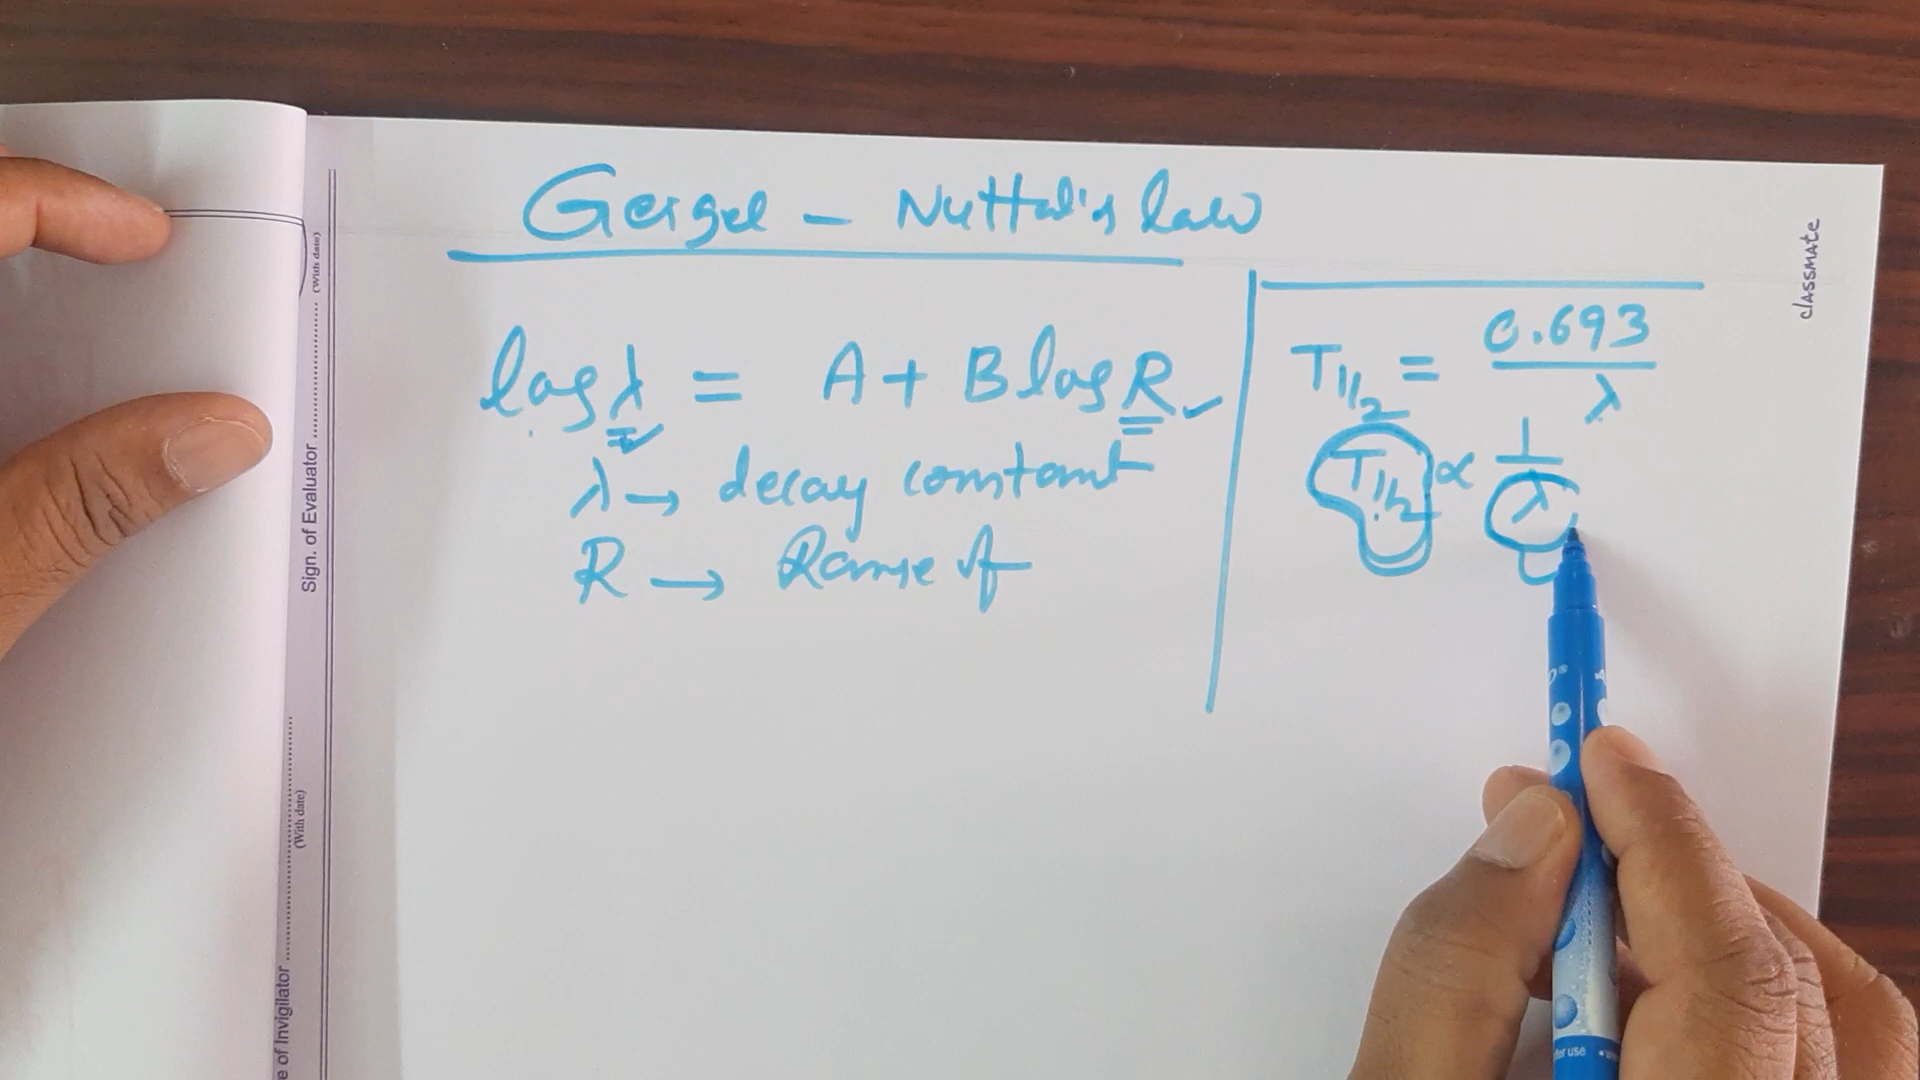 Geigel – Nuttal's law
log λ = A + B log R
λ → decay constant
R → Range of
T1/2 = 0.693/λ
T1/2 ∝ 1/λ
classmate
(With date)
Sign. of Evaluator
(With date)
e of Invigilator